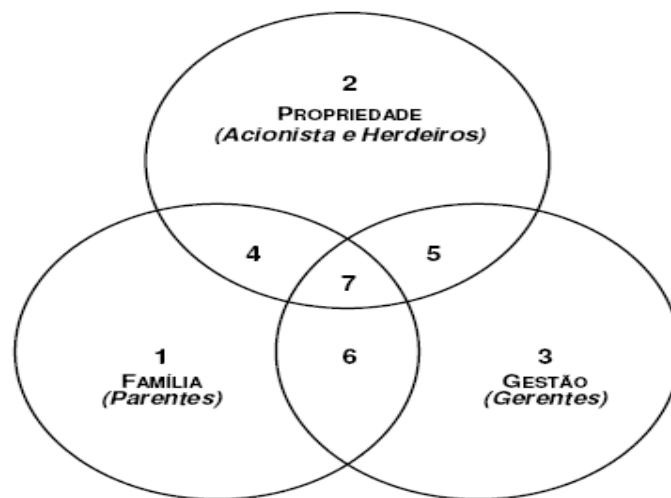 2
PROPRIEDADE
(Acionista e Herdeiros)
4
5
7
1
FAMÍLIA
(Parentes)
6
3
GESTÃO
(Gerentes)